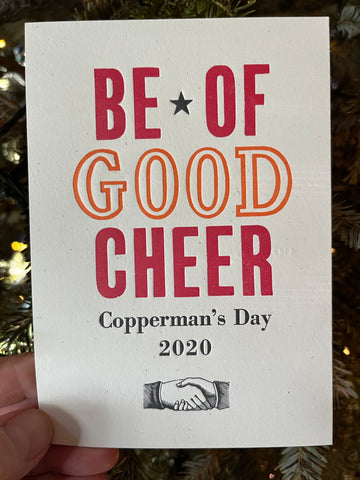 BE ★ OF
GOOD
CHEER
Copperman's Day
2020